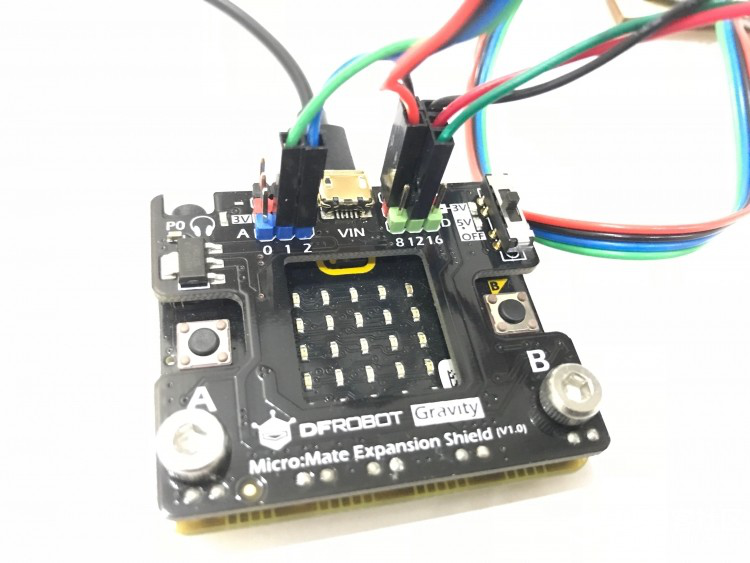 P0
3V
A
0 1 2
VIN
8 12 16
D
3V
5V
OFF
B
A
B
DFROBOT Gravity
Micro:Mate Expansion Shield (V1.0)